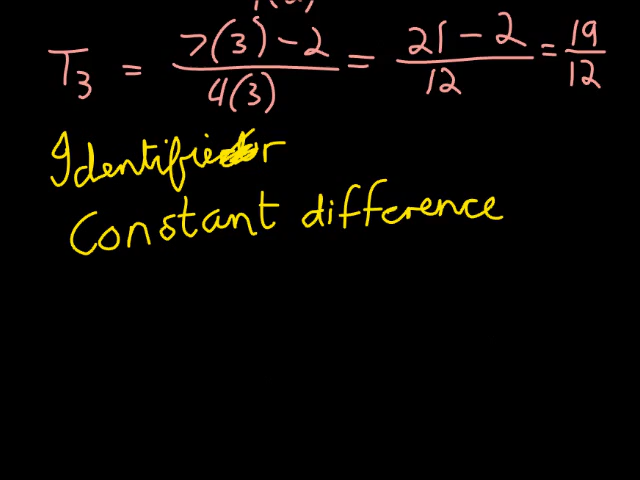 T3 = 7(3) - 2 / 4(3) = 21 - 2 / 12 = 19 / 12
Identifier
Constant difference